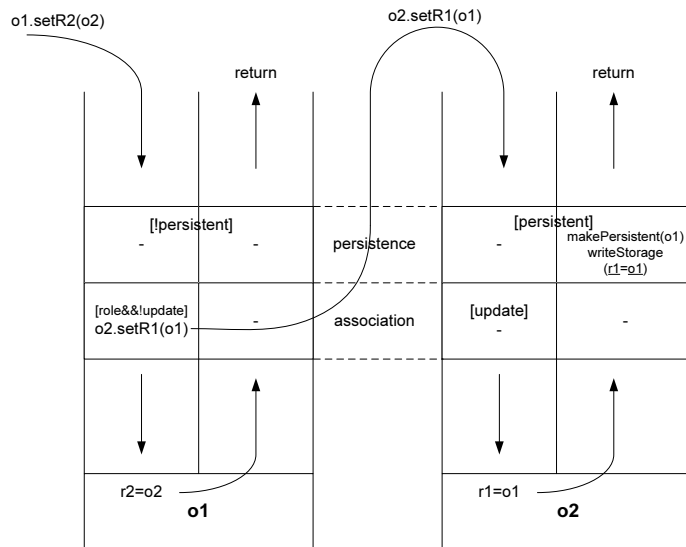 o1.setR2(o2)
o2.setR1(o1)
return
return
[!persistent]
-
-
persistence
[persistent]
-
makePersistent(o1)
writeStorage
(r1=o1)
[role&&!update]
o2.setR1(o1)
-
association
[update]
-
-
r2=o2
r1=o1
o1
o2